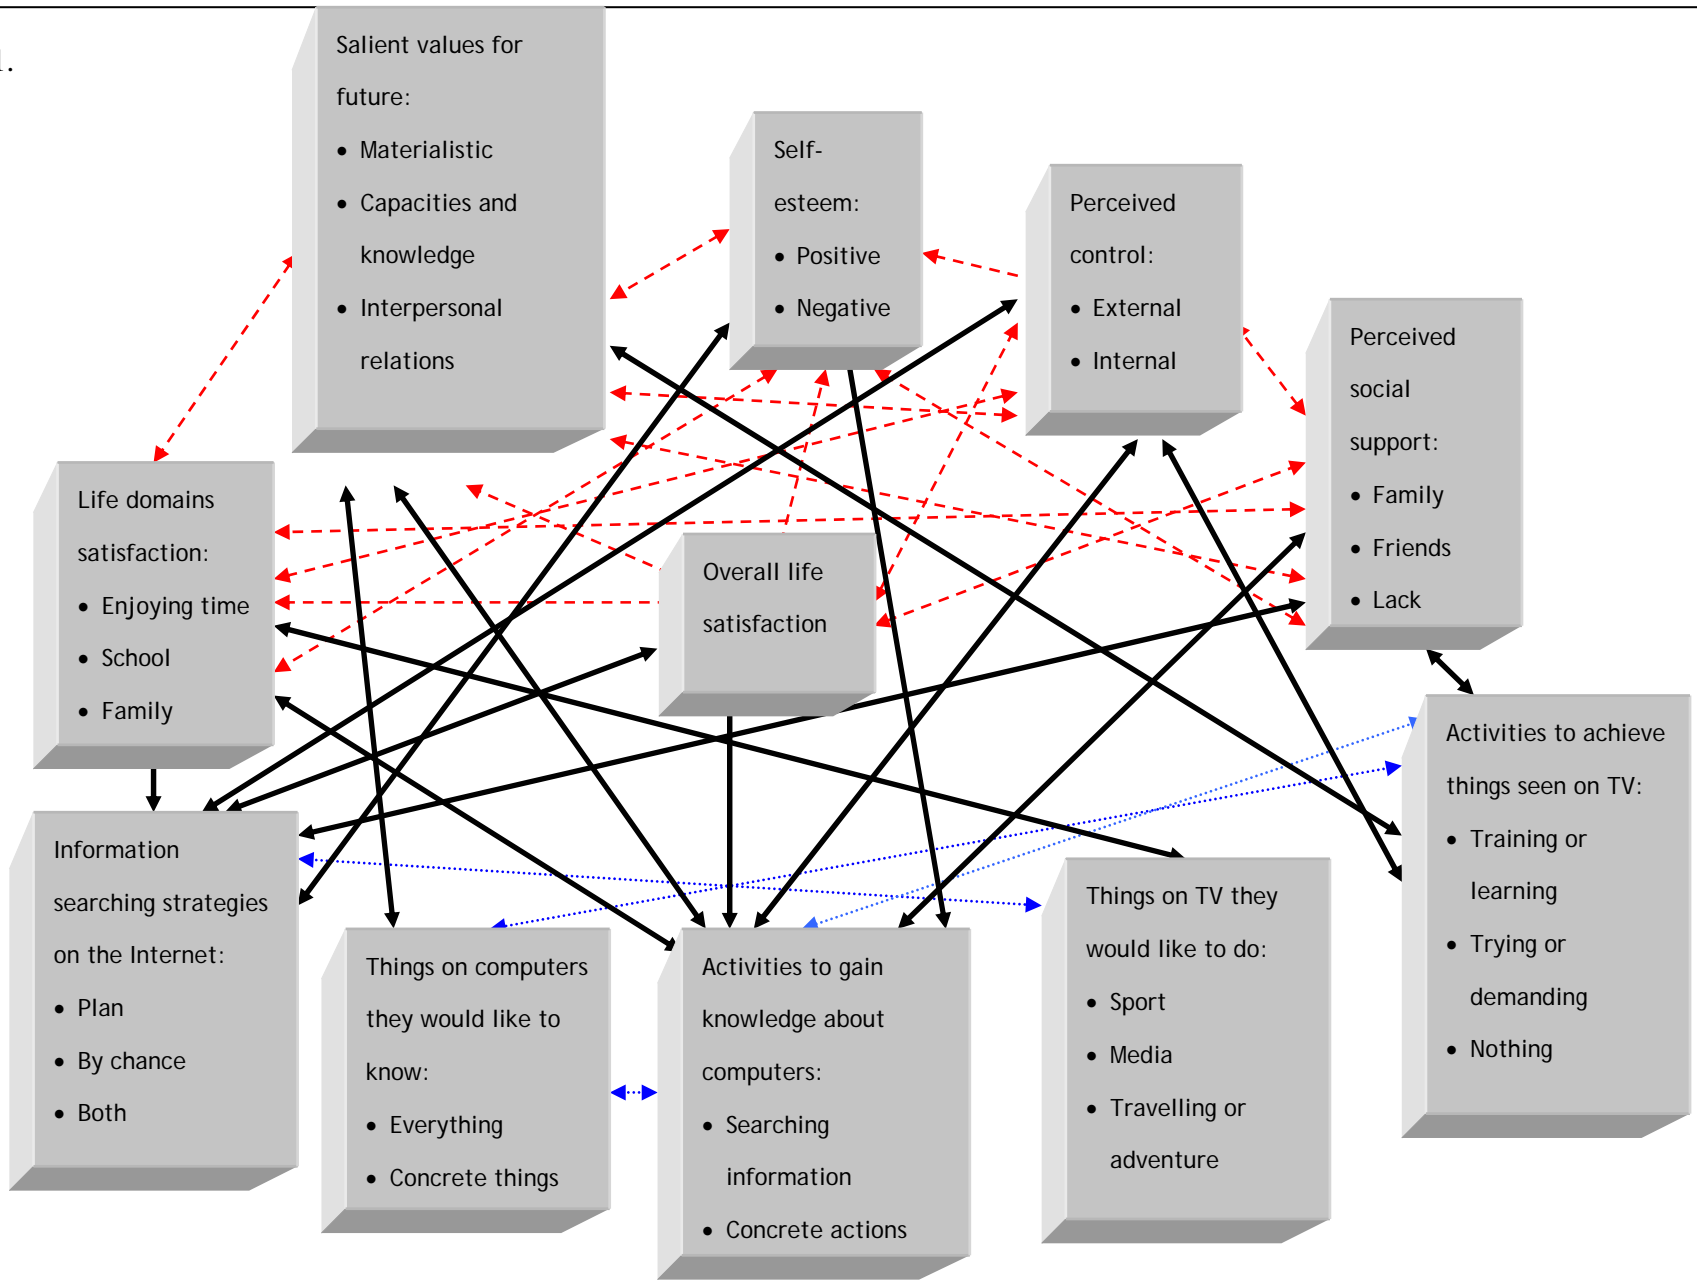 1.
Salient values for
future:
• Materialistic
• Capacities and
knowledge
• Interpersonal
relations
Self-
esteem:
• Positive
• Negative
Perceived
control:
• External
• Internal
Perceived
social
support:
• Family
• Friends
• Lack
Life domains
satisfaction:
• Enjoying time
• School
• Family
Overall life
satisfaction
Information
searching strategies
on the Internet:
• Plan
• By chance
• Both
Things on computers
they would like to
know:
• Everything
• Concrete things
Activities to gain
knowledge about
computers:
• Searching
information
• Concrete actions
Things on TV they
would like to do:
• Sport
• Media
• Travelling or
adventure
Activities to achieve
things seen on TV:
• Training or
learning
• Trying or
demanding
• Nothing